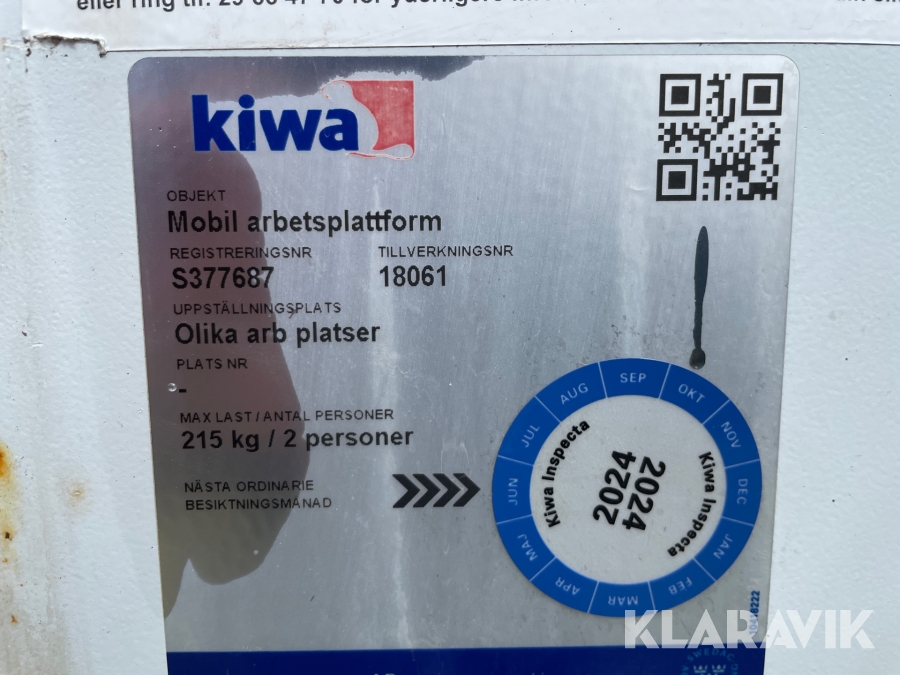 kiwa
OBJEKT
Mobil arbetsplattform
REGISTRERINGSNR TILLVERKNINGSNR
S377687 18061
UPPSTÄLLNINGSPLATS
Olika arb platser
PLATS NR
-
MAX LAST / ANTAL PERSONER
215 kg / 2 personer
NÄSTA ORDINARIE
BESIKTNINGSMÅNAD
SEP
OKT
NOV
DEC
JAN
FEB
MAR
APR
MAJ
JUN
JUL
AUG
Kiwa Inspecta
2024
2024
Kiwa Inspecta
KLARAVIK
SWEDAC